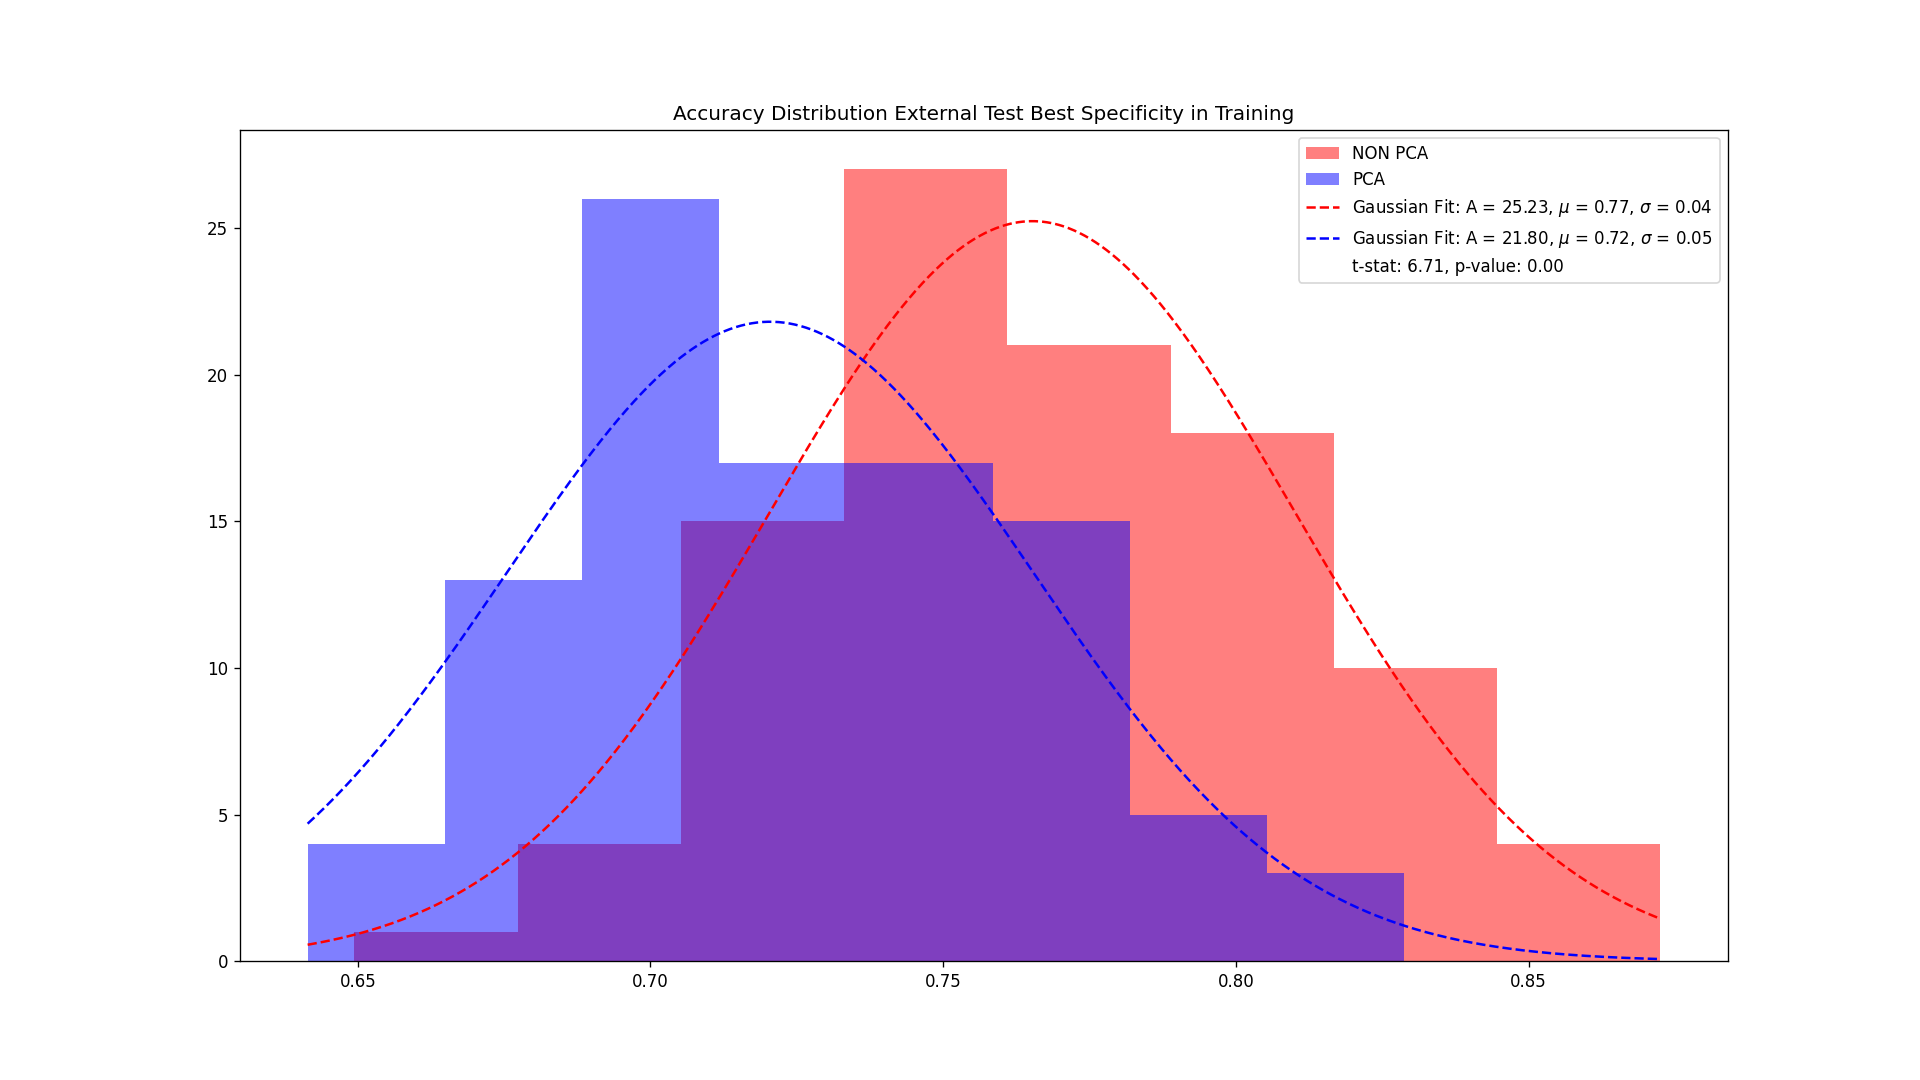 Accuracy Distribution External Test Best Specificity in Training
NON PCA
PCA
Gaussian Fit: A = 25.23, μ = 0.77, σ = 0.04
Gaussian Fit: A = 21.80, μ = 0.72, σ = 0.05
t-stat: 6.71, p-value: 0.00
25
20
15
10
5
0
0.65 0.70 0.75 0.80 0.85